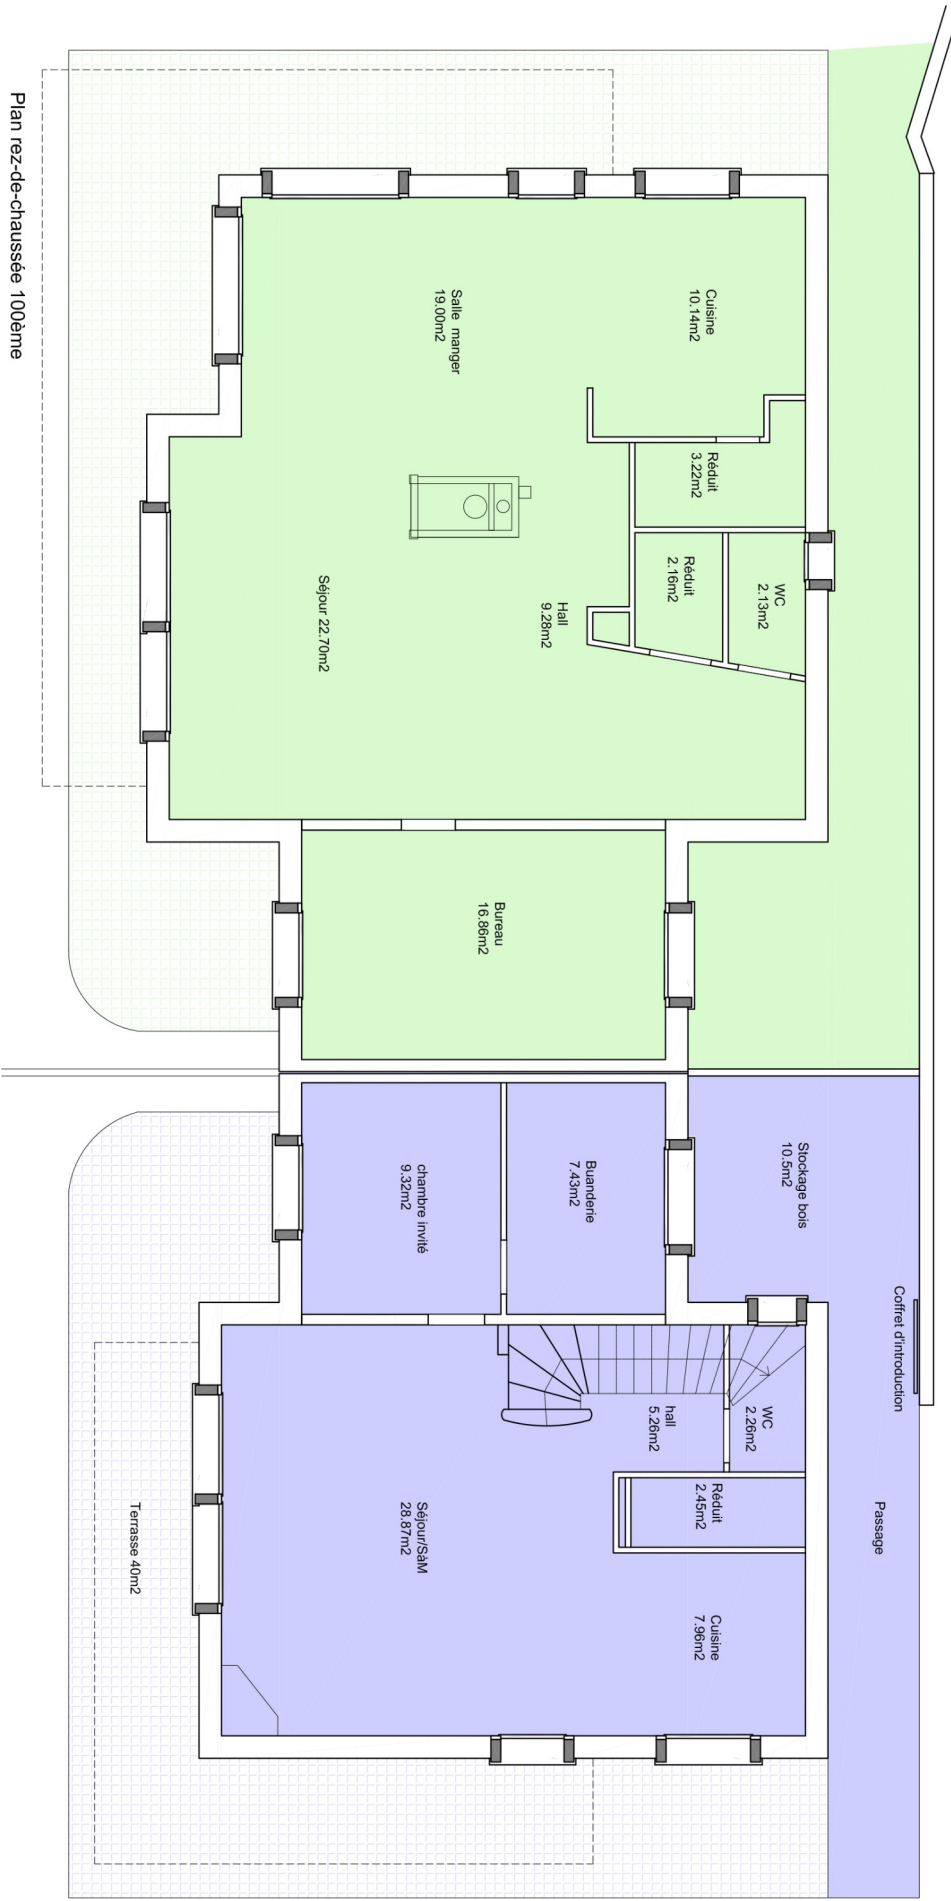 Plan rez-de-chaussée 100ème
Cuisine
10.14m2
Salle  manger
19.00m2
Réduit
3.22m2
Réduit
2.16m2
WC
2.13m2
Hall
9.28m2
Séjour 22.70m2
Bureau
16.86m2
Stockage bois
10.5m2
Buanderie
7.43m2
chambre invité
9.32m2
Coffret d'introduction
WC
2.26m2
hall
5.26m2
Réduit
2.45m2
Passage
Séjour/SàM
28.87m2
Terrasse 40m2
Cuisine
7.96m2